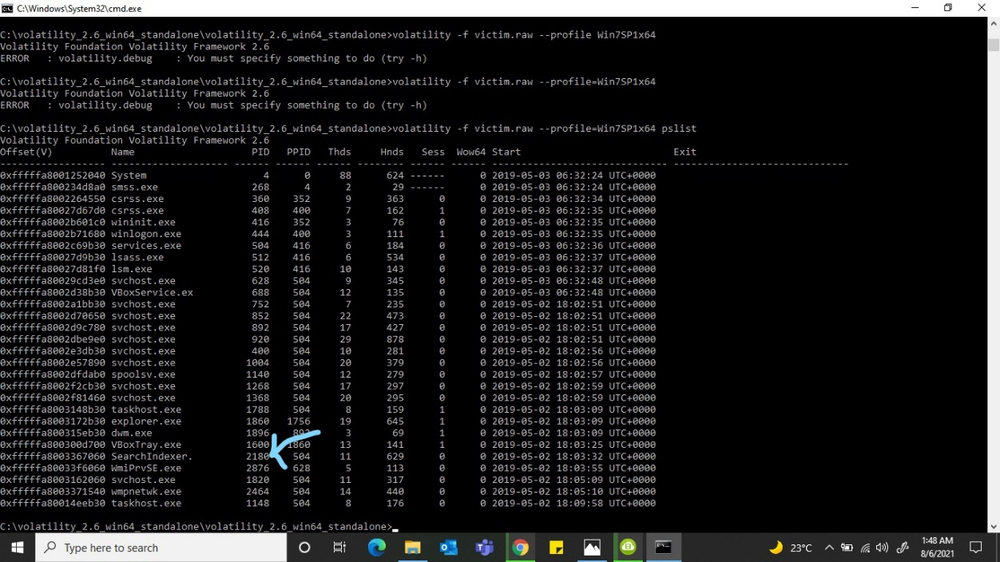 C:\Windows\System32\cmd.exe
C:\volatility_2.6_win64_standalone\volatility_2.6_win64_standalone>volatility -f victim.raw --profile Win7SP1x64
Volatility Foundation Volatility Framework 2.6
ERROR   : volatility.debug    : You must specify something to do (try -h)
C:\volatility_2.6_win64_standalone\volatility_2.6_win64_standalone>volatility -f victim.raw --profile=Win7SP1x64
Volatility Foundation Volatility Framework 2.6
ERROR   : volatility.debug    : You must specify something to do (try -h)
C:\volatility_2.6_win64_standalone\volatility_2.6_win64_standalone>volatility -f victim.raw --profile=Win7SP1x64 pslist
Volatility Foundation Volatility Framework 2.6
Offset(V) Name PID PPID Thds Hnds Sess Wow64 Start Exit
0xfffffa8001252040 System 4 0 88 624 ------ 0 2019-05-03 06:32:24 UTC+0000
0xfffffa800234d8a0 smss.exe 268 4 2 29 ------ 0 2019-05-03 06:32:24 UTC+0000
0xfffffa8002264550 csrss.exe 360 352 9 363 0 0 2019-05-03 06:32:34 UTC+0000
0xfffffa80027d67d0 csrss.exe 408 400 7 162 1 0 2019-05-03 06:32:35 UTC+0000
0xfffffa8002b601c0 wininit.exe 416 352 3 76 0 0 2019-05-03 06:32:35 UTC+0000
0xfffffa8002b71680 winlogon.exe 444 400 3 111 1 0 2019-05-03 06:32:35 UTC+0000
0xfffffa8002c69b30 services.exe 504 416 6 184 0 0 2019-05-03 06:32:36 UTC+0000
0xfffffa80027d9b30 lsass.exe 512 416 6 534 0 0 2019-05-03 06:32:37 UTC+0000
0xfffffa80027d81f0 lsm.exe 520 416 10 143 0 0 2019-05-03 06:32:37 UTC+0000
0xfffffa80029cd3e0 svchost.exe 628 504 9 345 0 0 2019-05-03 06:32:48 UTC+0000
0xfffffa8002d38b30 VBoxService.ex 688 504 12 135 0 0 2019-05-03 06:32:48 UTC+0000
0xfffffa8002a1bb30 svchost.exe 752 504 7 235 0 0 2019-05-02 18:02:51 UTC+0000
0xfffffa8002d70650 svchost.exe 852 504 22 473 0 0 2019-05-02 18:02:51 UTC+0000
0xfffffa8002d9c780 svchost.exe 892 504 17 427 0 0 2019-05-02 18:02:51 UTC+0000
0xfffffa8002dbe9e0 svchost.exe 920 504 29 878 0 0 2019-05-02 18:02:51 UTC+0000
0xfffffa8002e3db30 svchost.exe 400 504 10 281 0 0 2019-05-02 18:02:56 UTC+0000
0xfffffa8002e57890 svchost.exe 1004 504 20 379 0 0 2019-05-02 18:02:56 UTC+0000
0xfffffa8002dfdab0 spoolsv.exe 1140 504 12 279 0 0 2019-05-02 18:02:57 UTC+0000
0xfffffa8002f2cb30 svchost.exe 1268 504 17 297 0 0 2019-05-02 18:02:59 UTC+0000
0xfffffa8002f81460 svchost.exe 1368 504 20 295 0 0 2019-05-02 18:02:59 UTC+0000
0xfffffa8003148b30 taskhost.exe 1788 504 8 159 1 0 2019-05-02 18:03:09 UTC+0000
0xfffffa8003172b30 explorer.exe 1860 1756 19 645 1 0 2019-05-02 18:03:09 UTC+0000
0xfffffa800315eb30 dwm.exe 1896 892 3 69 1 0 2019-05-02 18:03:09 UTC+0000
0xfffffa800300d700 VBoxTray.exe 1600 1860 13 141 1 0 2019-05-02 18:03:25 UTC+0000
0xfffffa8003367060 SearchIndexer. 2180 504 11 629 0 0 2019-05-02 18:03:32 UTC+0000
0xfffffa80033f6060 WmiPrvSE.exe 2876 628 5 113 0 0 2019-05-02 18:03:55 UTC+0000
0xfffffa8003162060 svchost.exe 1820 504 11 317 0 0 2019-05-02 18:05:09 UTC+0000
0xfffffa8003371540 wmpnetwk.exe 2464 504 14 440 0 0 2019-05-02 18:05:10 UTC+0000
0xfffffa80014eeb30 taskhost.exe 1148 504 8 176 0 0 2019-05-02 18:09:58 UTC+0000
C:\volatility_2.6_win64_standalone\volatility_2.6_win64_standalone>
Type here to search
23°C
1:48 AM
8/6/2021